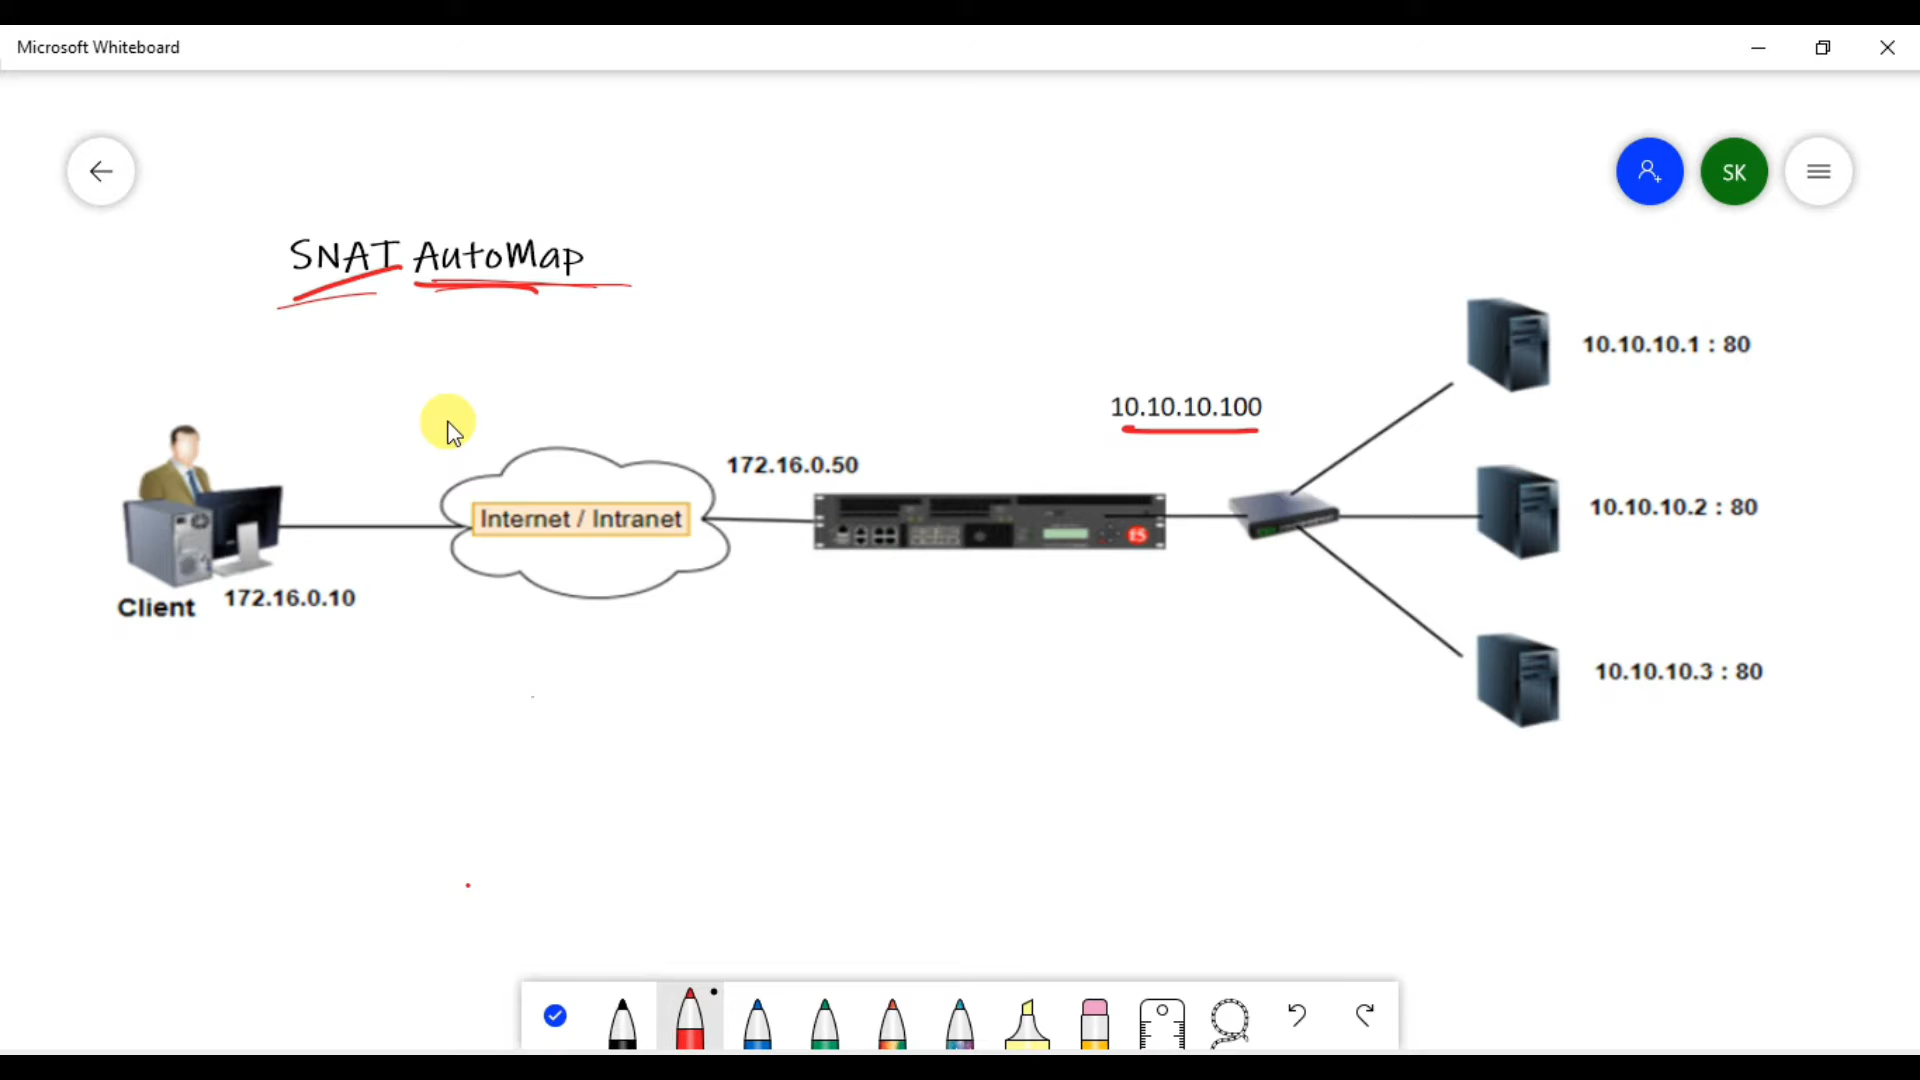 Microsoft Whiteboard
SK
SNAT AutoMap
10.10.10.1 : 80
10.10.10.100
172.16.0.50
Internet / Intranet
10.10.10.2 : 80
f5
Client 172.16.0.10
10.10.10.3 : 80